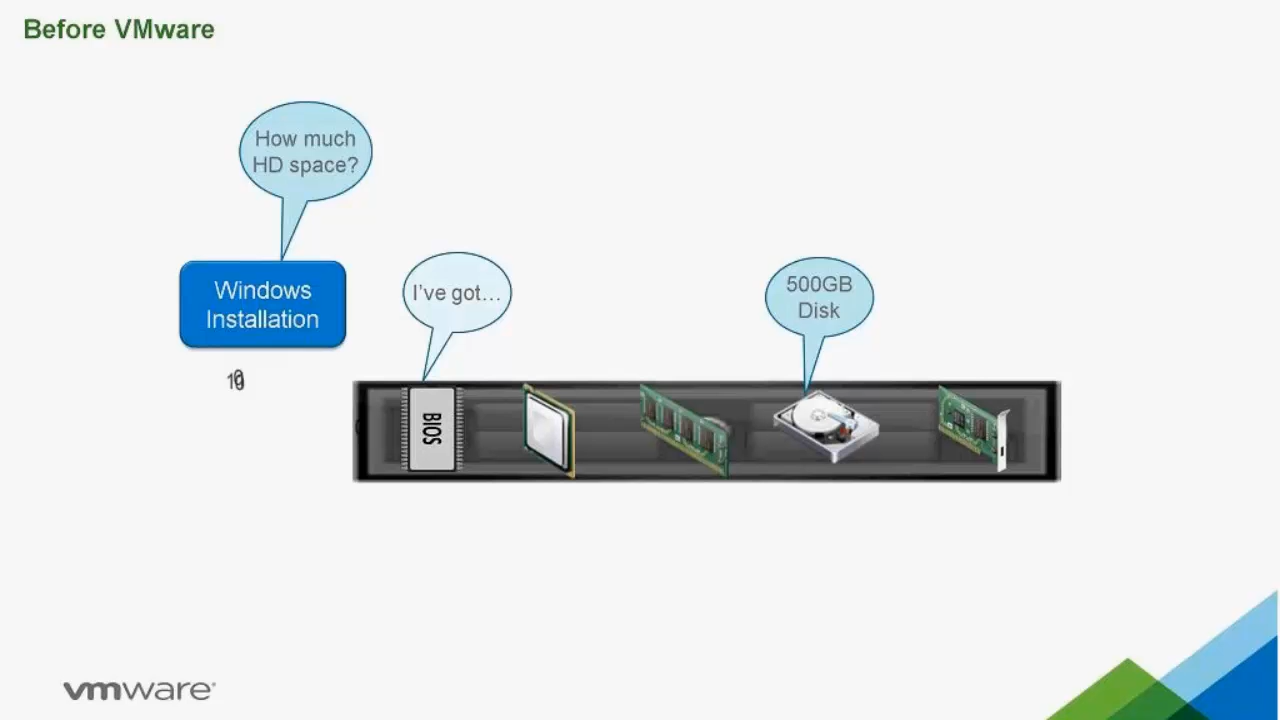 Before VMware
How much
HD space?
Windows
Installation
I've got…
500GB
Disk
BIOS
vmware